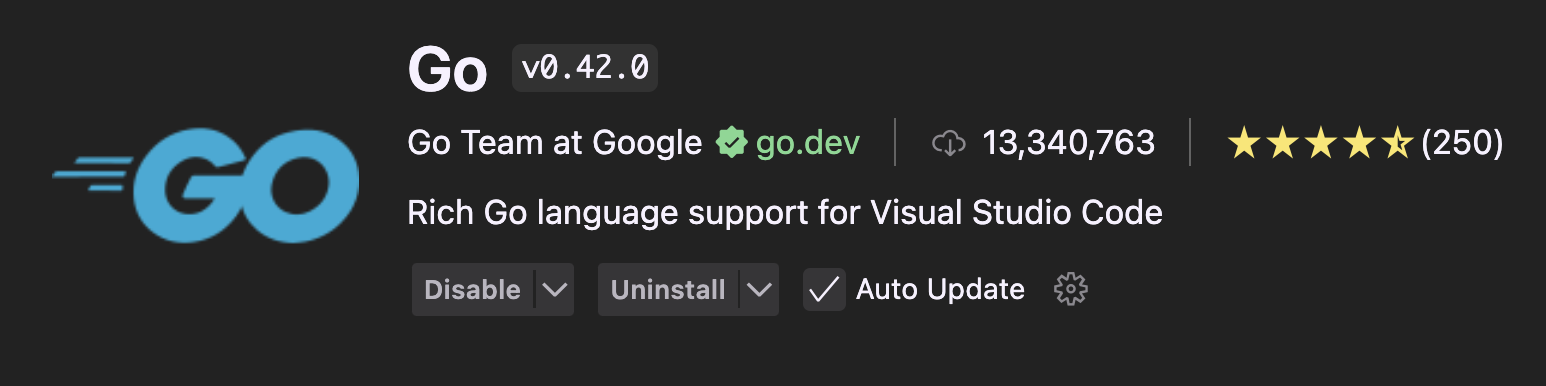 GO
Go v0.42.0
Go Team at Google go.dev 13,340,763 (250)
Rich Go language support for Visual Studio Code
Disable Uninstall Auto Update